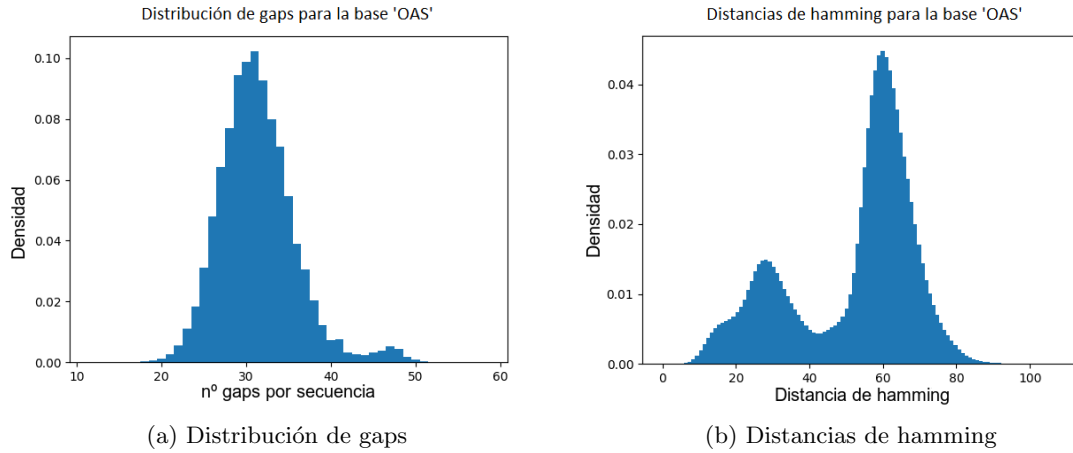 Distribución de gaps para la base 'OAS'
0.10
0.08
0.06
0.04
0.02
0.00
10 20 30 40 50 60
Densidad
nº gaps por secuencia
(a) Distribución de gaps
Distancias de hamming para la base 'OAS'
0.04
0.03
0.02
0.01
0.00
0 20 40 60 80 100
Densidad
Distancia de hamming
(b) Distancias de hamming